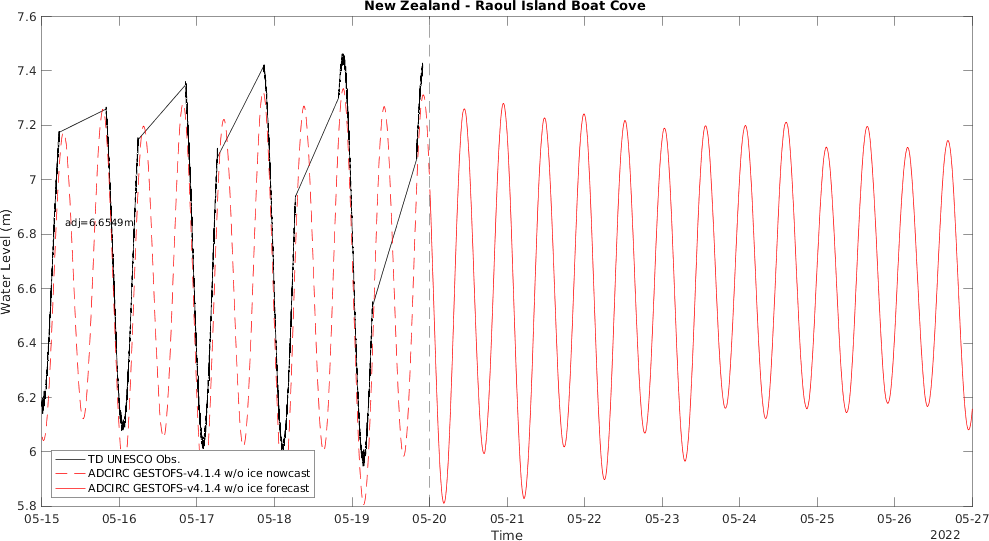 New Zealand - Raoul Island Boat Cove
7.6
7.4
7.2
7
6.8
6.6
6.4
6.2
6
5.8
Water Level (m)
adj=6.6549m
TD UNESCO Obs.
ADCIRC GESTOFS-v4.1.4 w/o ice nowcast
ADCIRC GESTOFS-v4.1.4 w/o ice forecast
05-15 05-16 05-17 05-18 05-19 05-20 05-21 05-22 05-23 05-24 05-25 05-26 05-27
Time
2022